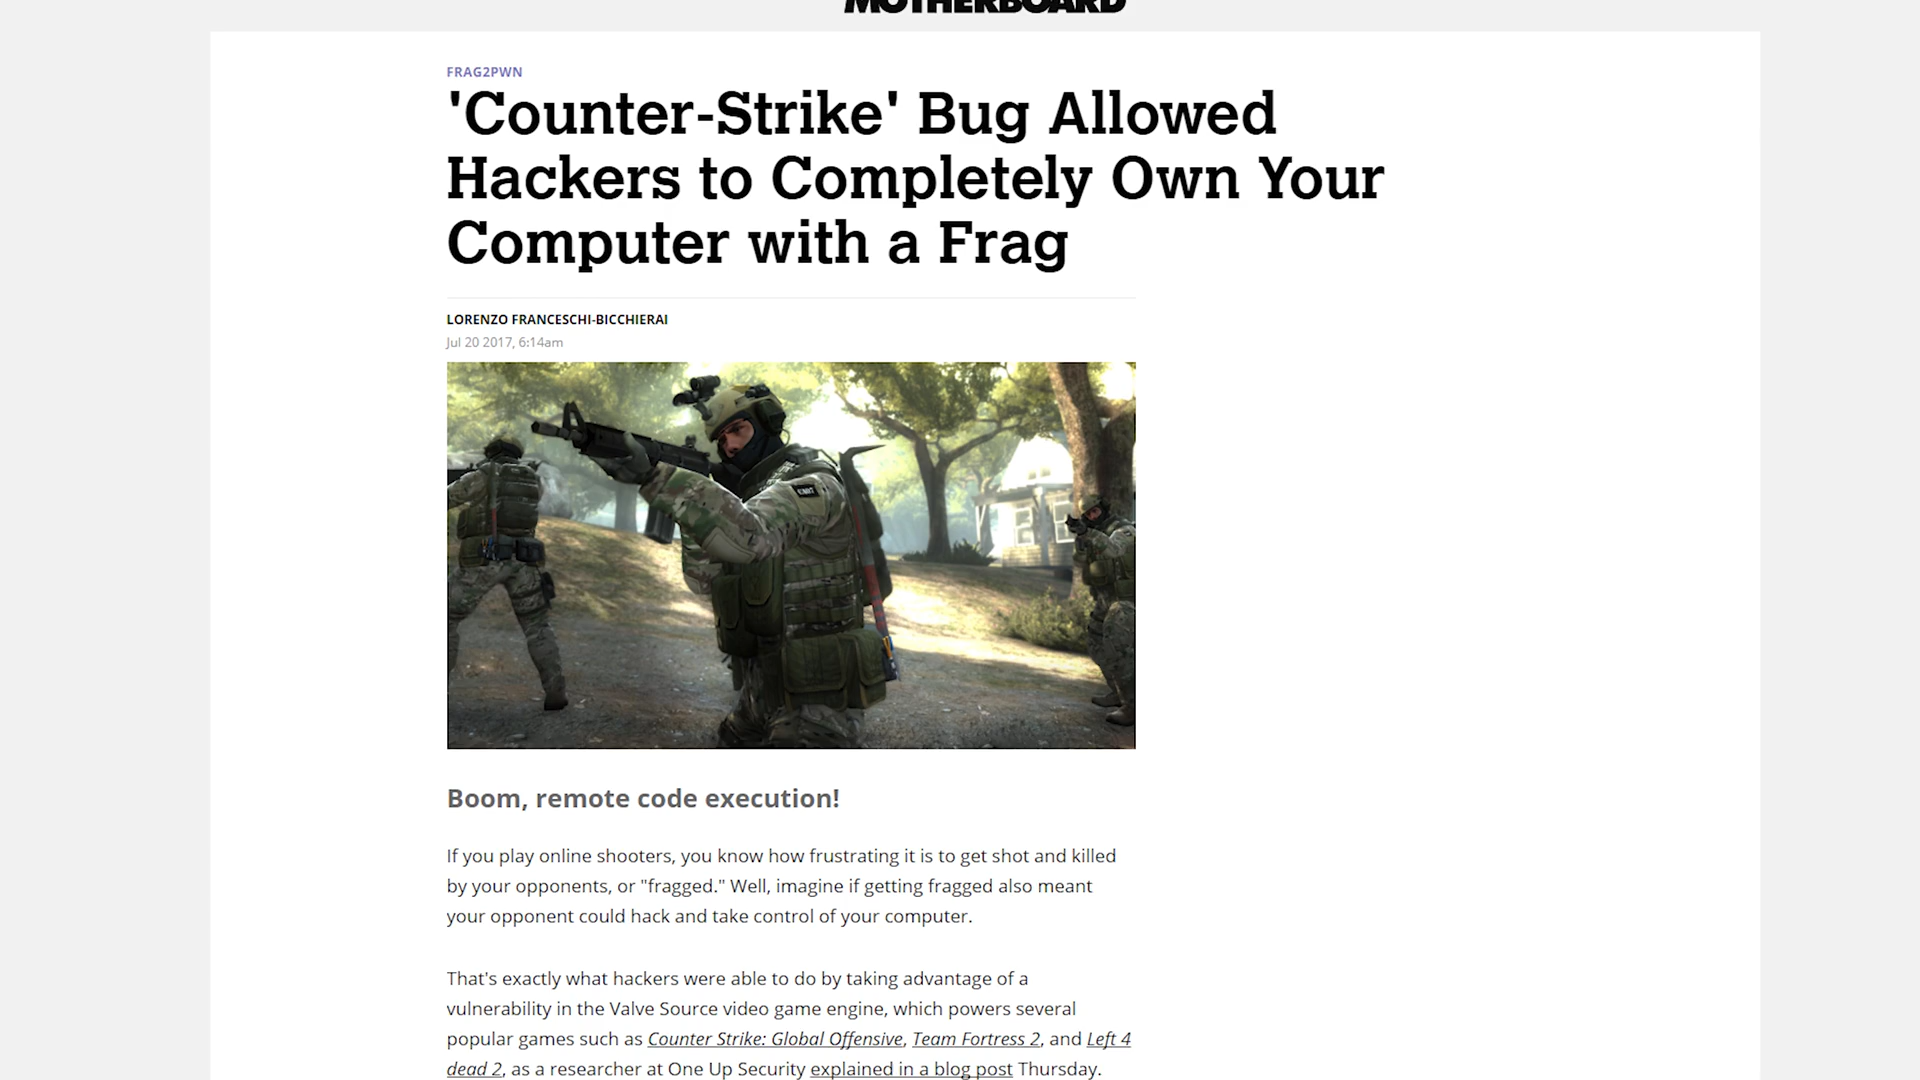 MOTHERBOARD
FRAG2PWN
'Counter-Strike' Bug Allowed
Hackers to Completely Own Your
Computer with a Frag
LORENZO FRANCESCHI-BICCHIERAI
Jul 20 2017, 6:14am
Boom, remote code execution!
If you play online shooters, you know how frustrating it is to get shot and killed
by your opponents, or "fragged." Well, imagine if getting fragged also meant
your opponent could hack and take control of your computer.
That's exactly what hackers were able to do by taking advantage of a
vulnerability in the Valve Source video game engine, which powers several
popular games such as Counter Strike: Global Offensive, Team Fortress 2, and Left 4
dead 2, as a researcher at One Up Security explained in a blog post Thursday.